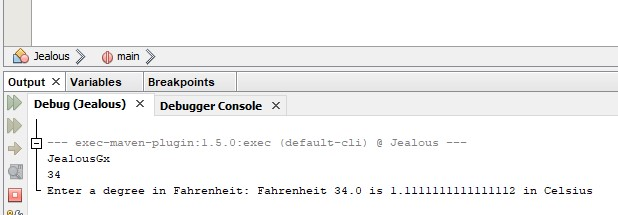 Jealous main
Output × Variables Breakpoints
Debug (Jealous) × Debugger Console ×
--- exec-maven-plugin:1.5.0:exec (default-cli) @ Jealous ---
JealousGx
34
Enter a degree in Fahrenheit: Fahrenheit 34.0 is 1.1111111111111112 in Celsius